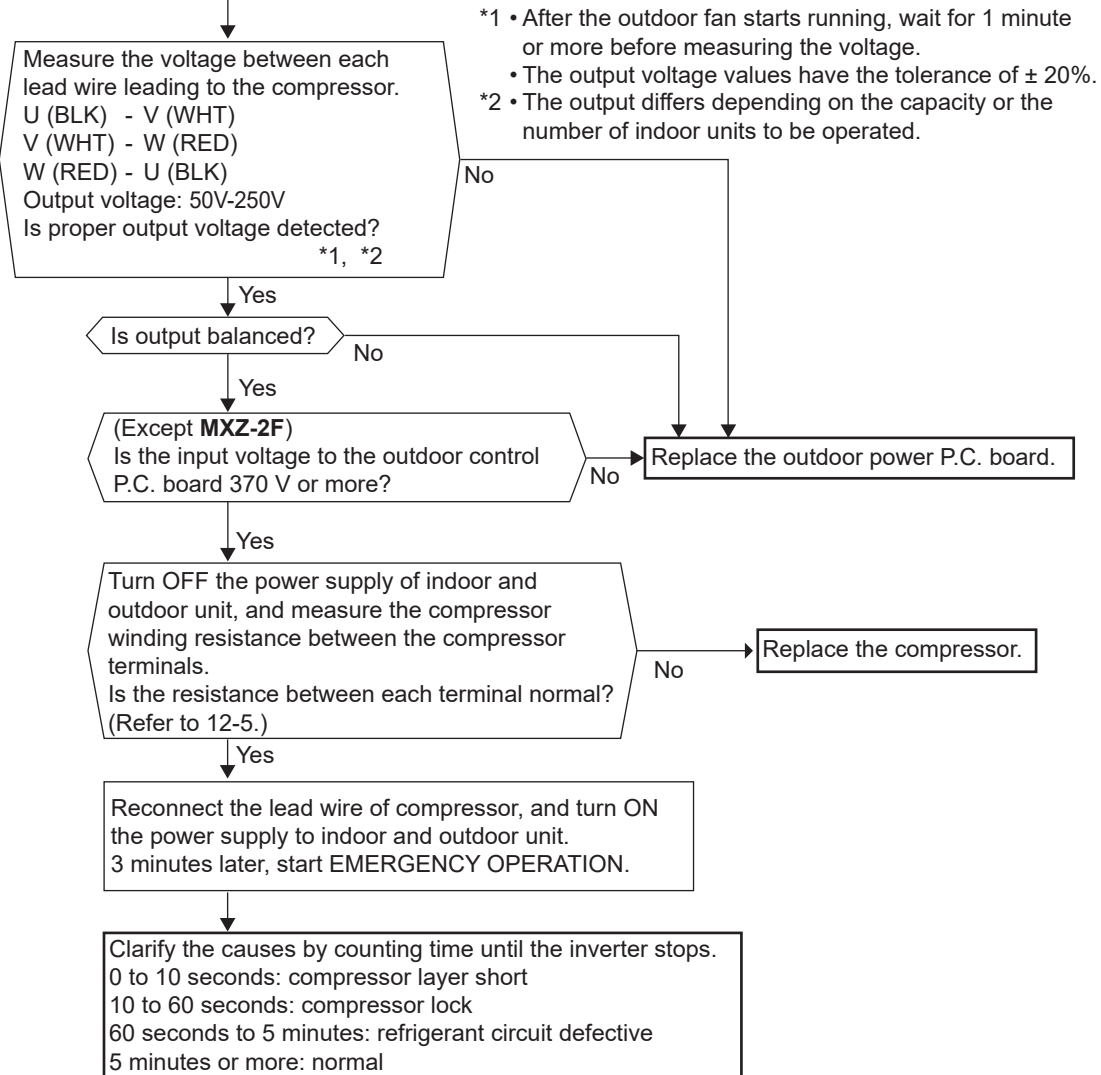 *1 • After the outdoor fan starts running, wait for 1 minute
or more before measuring the voltage.
• The output voltage values have the tolerance of ± 20%.
*2 • The output differs depending on the capacity or the
number of indoor units to be operated.
Measure the voltage between each
lead wire leading to the compressor.
U (BLK) - V (WHT)
V (WHT) - W (RED)
W (RED) - U (BLK)
Output voltage: 50V-250V
Is proper output voltage detected?
*1, *2
No
Yes
Is output balanced?
No
Yes
(Except MXZ-2F)
Is the input voltage to the outdoor control
P.C. board 370 V or more?
No
Replace the outdoor power P.C. board.
Yes
Turn OFF the power supply of indoor and
outdoor unit, and measure the compressor
winding resistance between the compressor
terminals.
Is the resistance between each terminal normal?
(Refer to 12-5.)
No
Replace the compressor.
Yes
Reconnect the lead wire of compressor, and turn ON
the power supply to indoor and outdoor unit.
3 minutes later, start EMERGENCY OPERATION.
Clarify the causes by counting time until the inverter stops.
0 to 10 seconds: compressor layer short
10 to 60 seconds: compressor lock
60 seconds to 5 minutes: refrigerant circuit defective
5 minutes or more: normal